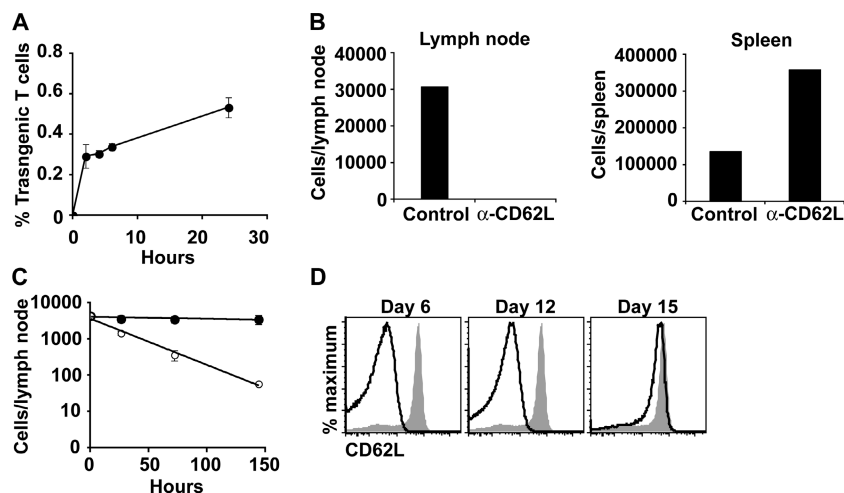 A
% Trasngenic T cells
0.8
0.6
0.4
0.2
0
0 10 20 30
Hours
B
Lymph node
Cells/lymph node
40000
30000
20000
10000
0
Control α-CD62L
Spleen
Cells/spleen
400000
300000
200000
100000
0
Control α-CD62L
C
Cells/lymph node
10000
1000
100
10
0
0 50 100 150
Hours
D
Day 6 Day 12 Day 15
% maximum
CD62L